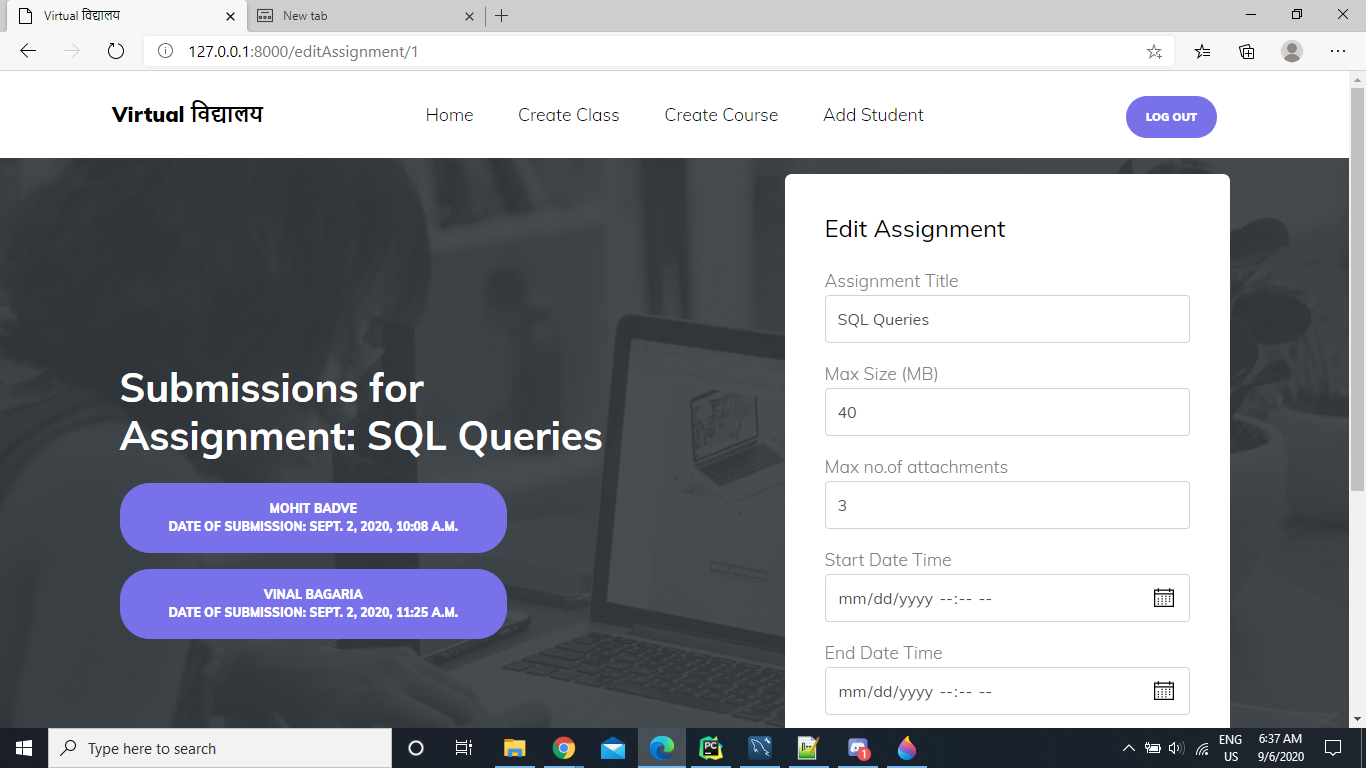 Virtual विद्यालय
New tab
127.0.0.1:8000/editAssignment/1
Virtual विद्यालय
Home
Create Class
Create Course
Add Student
LOG OUT
Submissions for
Assignment: SQL Queries
MOHIT BADVE
DATE OF SUBMISSION: SEPT. 2, 2020, 10:08 A.M.
VINAL BAGARIA
DATE OF SUBMISSION: SEPT. 2, 2020, 11:25 A.M.
Edit Assignment
Assignment Title
SQL Queries
Max Size (MB)
40
Max no.of attachments
3
Start Date Time
mm/dd/yyyy --:-- --
End Date Time
mm/dd/yyyy --:-- --
Type here to search
PC
1
ENG
US
6:37 AM
9/6/2020